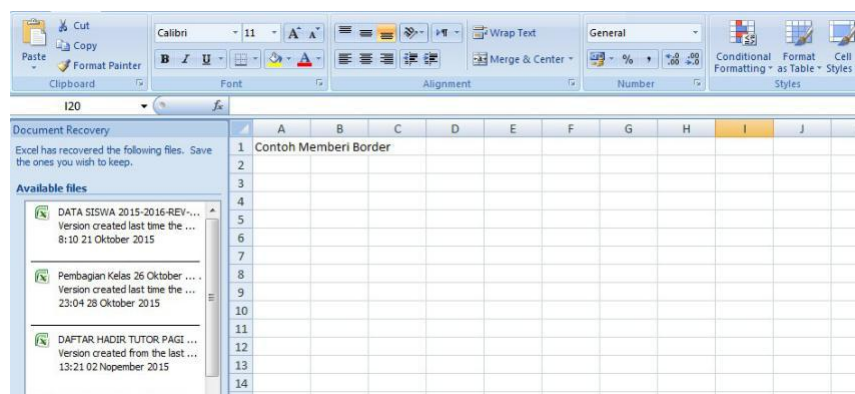 Cut
Copy
Format Painter
Paste
Clipboard
Calibri 11 A A
B I U A
Font
Wrap Text
Merge & Center
Alignment
General
% , .0 .00 .00 .0
Number
Conditional Formatting
Format as Table
Cell Styles
Styles
I20 fx
Document Recovery
Excel has recovered the following files. Save
the ones you wish to keep.
Available files
DATA SISWA 2015-2016-REV-...
Version created last time the ...
8:10 21 Oktober 2015
Pembagian Kelas 26 Oktober ... .
Version created last time the ...
23:04 28 Oktober 2015
DAFTAR HADIR TUTOR PAGI ...
Version created from the last ...
13:21 02 Nopember 2015
A B C D E F G H I J
1 Contoh Memberi Border
2
3
4
5
6
7
8
9
10
11
12
13
14